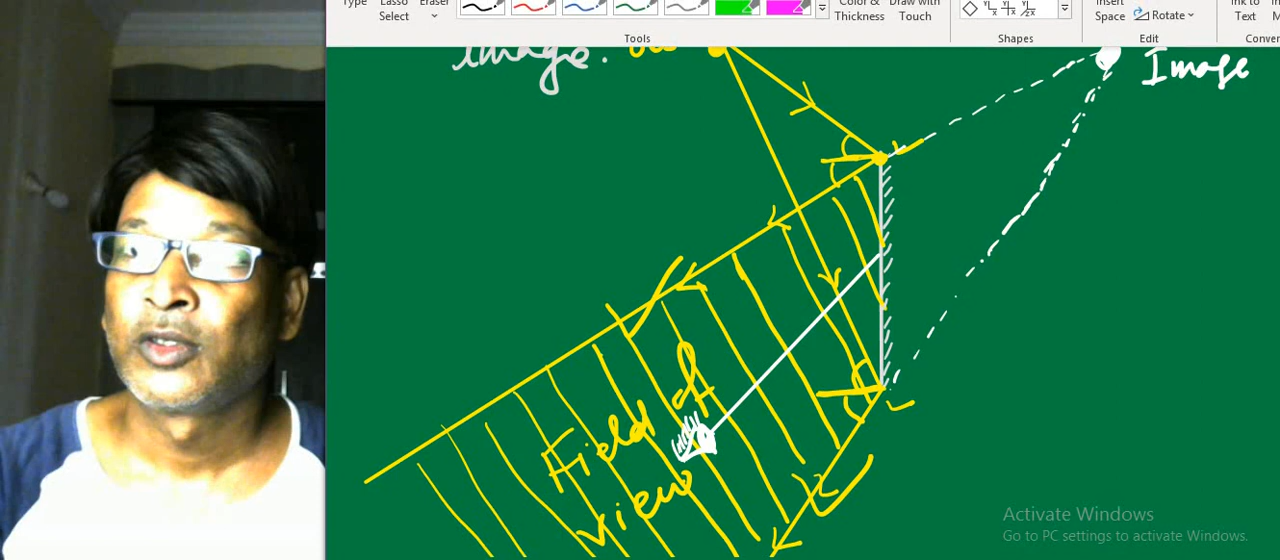 Type
Lasso Select
Eraser
Color & Thickness
Draw with Touch
Insert Space
Rotate
Ink to Text
Tools
Shapes
Edit
image.
Image
Field of view
Activate Windows
Go to PC settings to activate Windows.